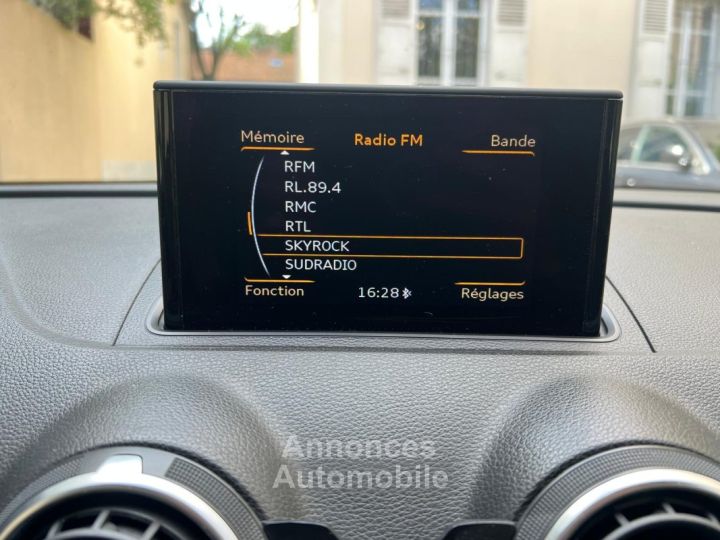 Mémoire Radio FM Bande
RFM
RL.89.4
RMC
RTL
SKYROCK
SUDRADIO
Fonction 16:28 Réglages
Annonces
Automobile